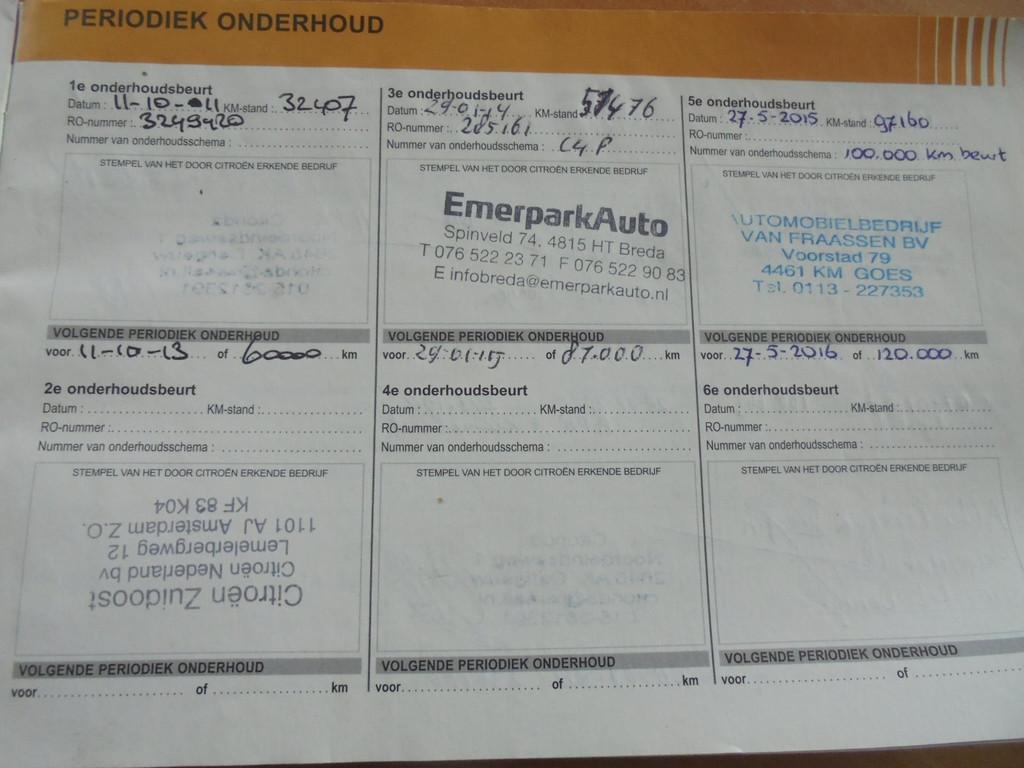 PERIODIEK ONDERHOUD
1e onderhoudsbeurt
Datum : 11-10-11 KM-stand : 32407
RO-nummer : 3249420
Nummer van onderhoudsschema :
STEMPEL VAN HET DOOR CITROËN ERKENDE BEDRIJF
VOLGENDE PERIODIEK ONDERHOUD
voor 11-10-13 of 60000 km
2e onderhoudsbeurt
Datum : KM-stand :
RO-nummer :
Nummer van onderhoudsschema :
STEMPEL VAN HET DOOR CITROËN ERKENDE BEDRIJF
Citroën Zuidoost
Citroën Nederland bv
Lemelerbergweg 12
1101 AJ Amsterdam Z.O.
KF 83 K04
VOLGENDE PERIODIEK ONDERHOUD
voor of km
3e onderhoudsbeurt
Datum : 29-01-14 KM-stand 57476
RO-nummer : 285161
Nummer van onderhoudsschema : C4P
STEMPEL VAN HET DOOR CITROËN ERKENDE BEDRIJF
EmerparkAuto
Spinveld 74, 4815 HT Breda
T 076 522 23 71 F 076 522 90 83
E infobreda@emerparkauto.nl
VOLGENDE PERIODIEK ONDERHOUD
voor 29-01-15 of 87.000 km
4e onderhoudsbeurt
Datum : KM-stand :
RO-nummer :
Nummer van onderhoudsschema :
STEMPEL VAN HET DOOR CITROËN ERKENDE BEDRIJF
VOLGENDE PERIODIEK ONDERHOUD
voor of km
5e onderhoudsbeurt
Datum : 27-5-2015 KM-stand : 97160
RO-nummer :
Nummer van onderhoudsschema : 100.000 km beurt
STEMPEL VAN HET DOOR CITROËN ERKENDE BEDRIJF
AUTOMOBIELBEDRIJF
VAN FRAASSEN BV
Voorstad 79
4461 KM GOES
Tel. 0113 - 227353
VOLGENDE PERIODIEK ONDERHOUD
voor 27-5-2016 of 120.000 km
6e onderhoudsbeurt
Datum : KM-stand :
RO-nummer :
Nummer van onderhoudsschema :
STEMPEL VAN HET DOOR CITROËN ERKENDE BEDRIJF
VOLGENDE PERIODIEK ONDERHOUD
voor of km